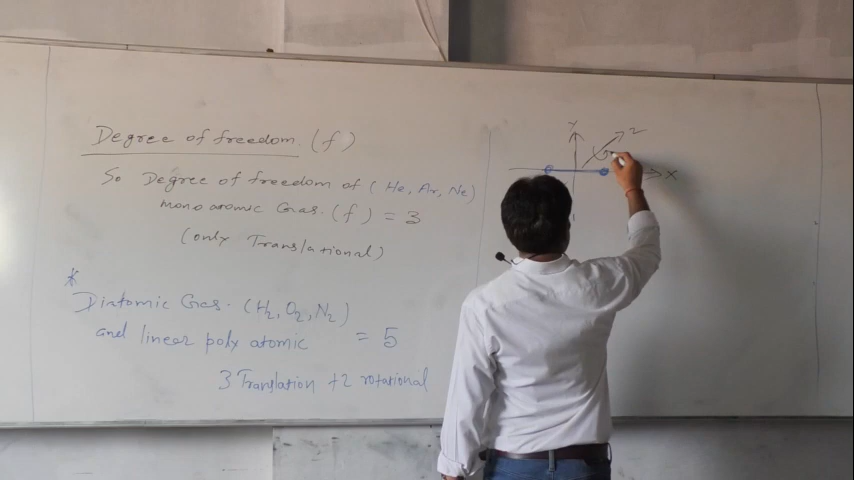 Degree of freedom (f)
So Degree of freedom of (He, Ar, Ne)
mono atomic Gas. (f) = 3
(only Translational)
*
Diatomic Gas. (H2, O2, N2)
and linear poly atomic = 5
3 Translation +2 rotational
Y
Z
X